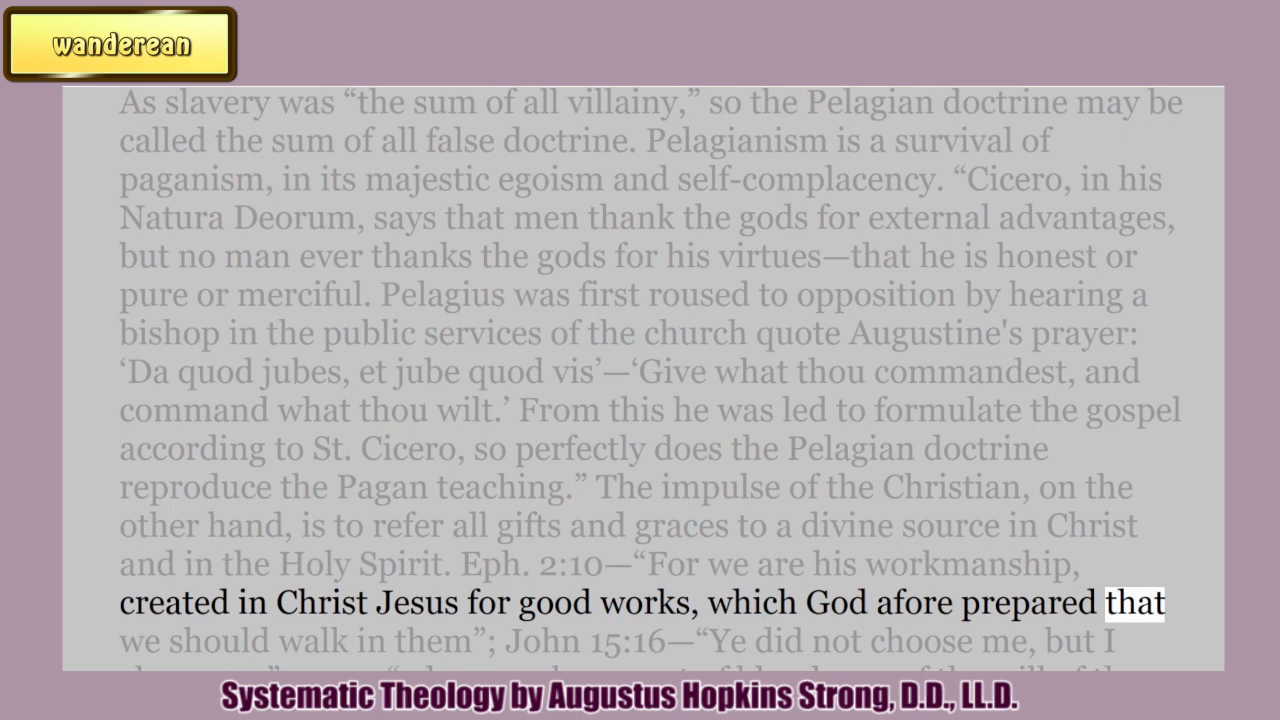 wanderean
As slavery was “the sum of all villainy,” so the Pelagian doctrine may be
called the sum of all false doctrine. Pelagianism is a survival of
paganism, in its majestic egoism and self-complacency. “Cicero, in his
Natura Deorum, says that men thank the gods for external advantages,
but no man ever thanks the gods for his virtues—that he is honest or
pure or merciful. Pelagius was first roused to opposition by hearing a
bishop in the public services of the church quote Augustine's prayer:
‘Da quod jubes, et jube quod vis’—‘Give what thou commandest, and
command what thou wilt.’ From this he was led to formulate the gospel
according to St. Cicero, so perfectly does the Pelagian doctrine
reproduce the Pagan teaching.” The impulse of the Christian, on the
other hand, is to refer all gifts and graces to a divine source in Christ
and in the Holy Spirit. Eph. 2:10—“For we are his workmanship,
created in Christ Jesus for good works, which God afore prepared that
we should walk in them”; John 15:16—“Ye did not choose me, but I
Systematic Theology by Augustus Hopkins Strong, D.D., LL.D.